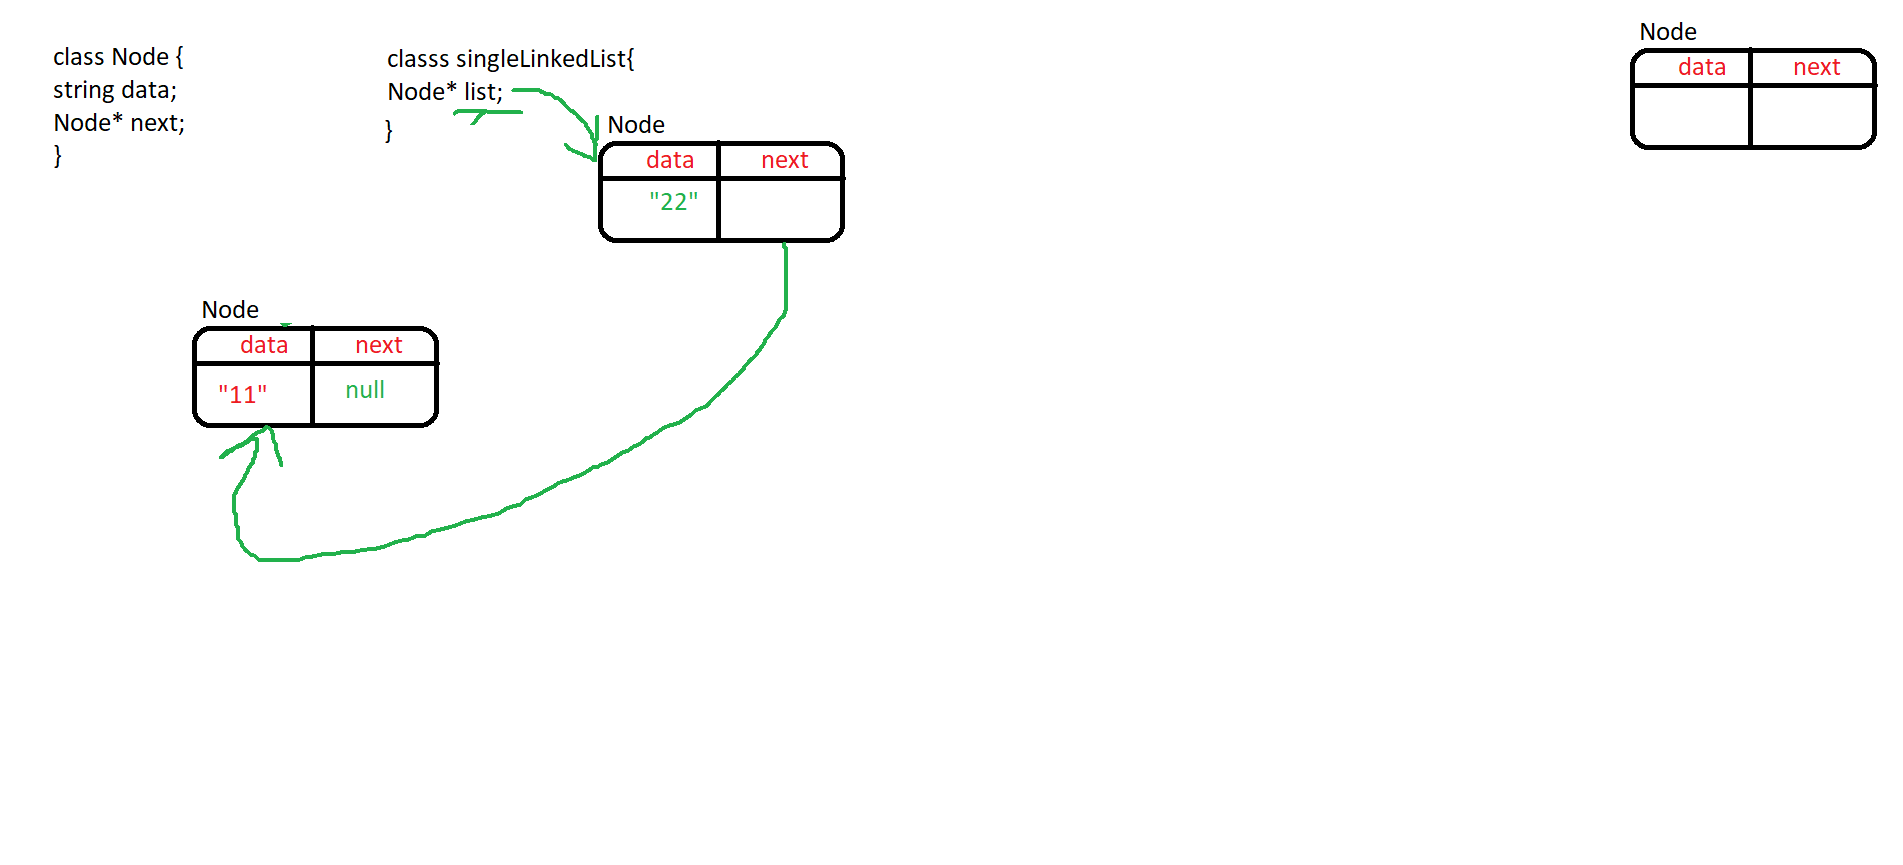 class Node {
string data;
Node* next;
}
classs singleLinkedList{
Node* list;
}
Node
data next
"22"
Node
data next
"11" null
Node
data next